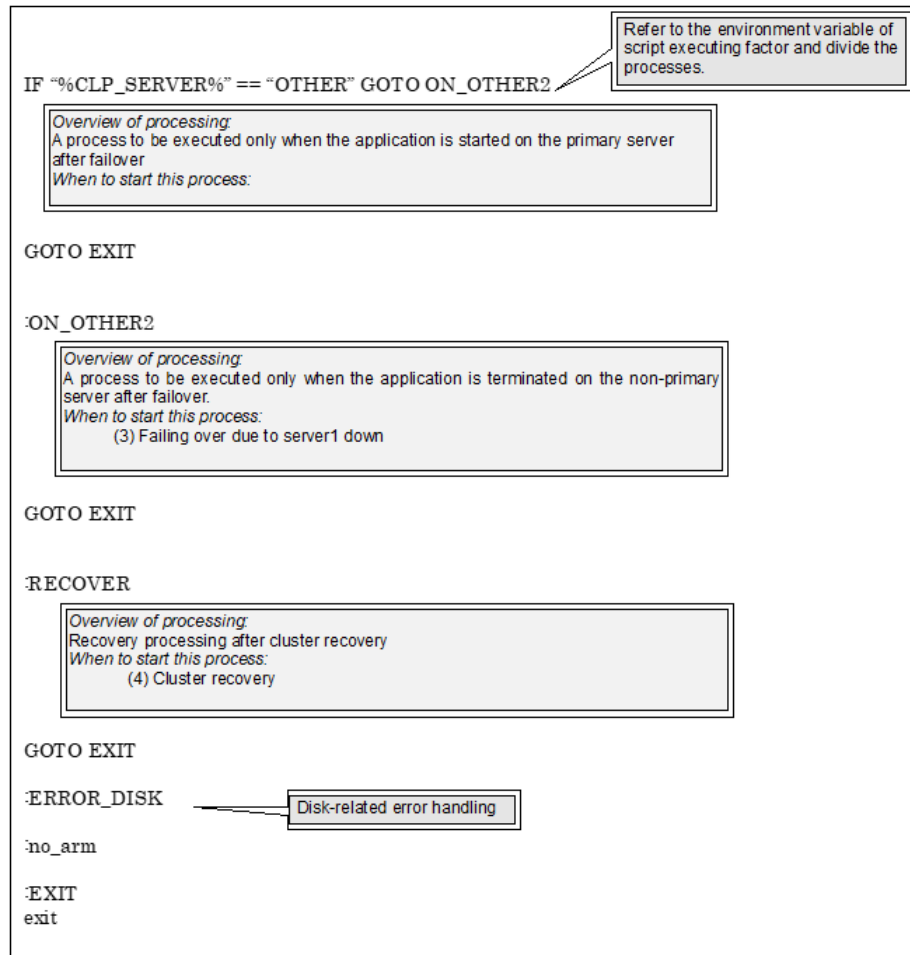 Refer to the environment variable of
script executing factor and divide the
processes.
IF “%CLP_SERVER%” == “OTHER” GOTO ON_OTHER2
Overview of processing:
A process to be executed only when the application is started on the primary server
after failover
When to start this process:
GOTO EXIT
:ON_OTHER2
Overview of processing:
A process to be executed only when the application is terminated on the non-primary
server after failover.
When to start this process:
(3) Failing over due to server1 down
GOTO EXIT
:RECOVER
Overview of processing:
Recovery processing after cluster recovery
When to start this process:
(4) Cluster recovery
GOTO EXIT
:ERROR_DISK
Disk-related error handling
:no_arm
:EXIT
exit